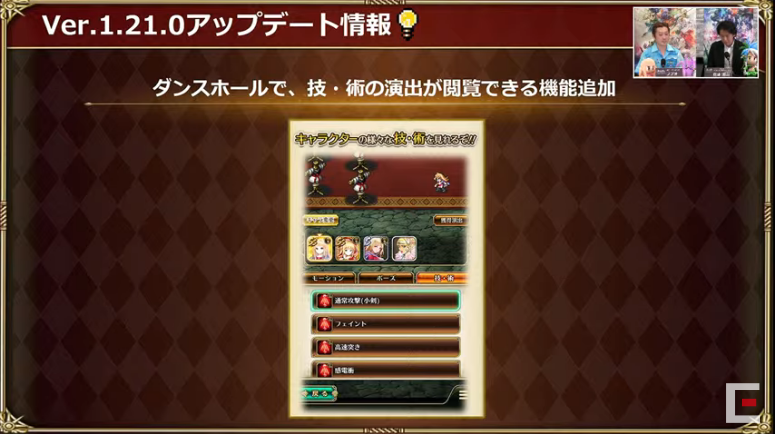 Ver.1.21.0アップデート情報
ダンスホールで、技・術の演出が閲覧できる機能追加
キャラクターの様々な技・術を見れるぞ!!
モーション
ポーズ
技・術
通常攻撃(小剣)
フェイント
高速突き
感電衝
戻る